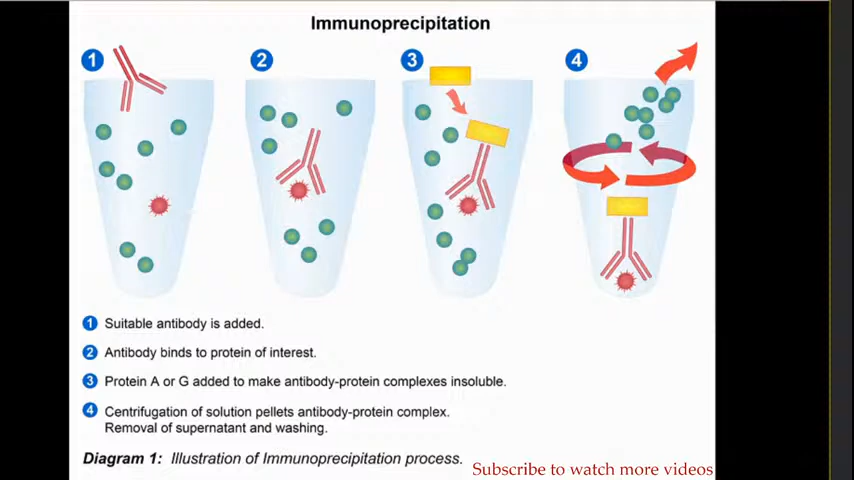 Immunoprecipitation
1
2
3
4
1 Suitable antibody is added.
2 Antibody binds to protein of interest.
3 Protein A or G added to make antibody-protein complexes insoluble.
4 Centrifugation of solution pellets antibody-protein complex.
Removal of supernatant and washing.
Diagram 1: Illustration of Immunoprecipitation process.
Subscribe to watch more videos